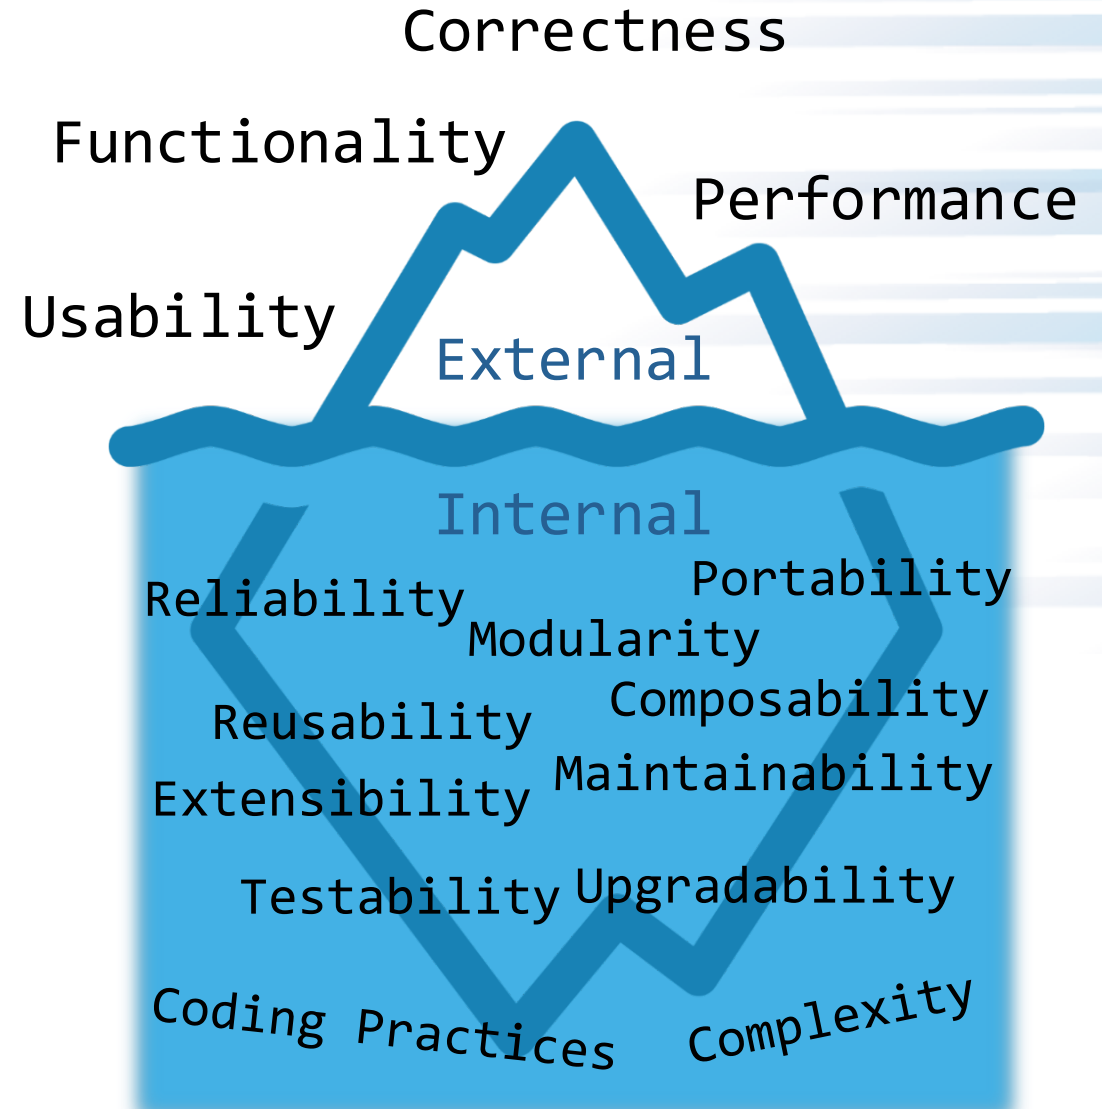 Correctness
Functionality
Performance
Usability
External
Internal
Reliability
Portability
Modularity
Composability
Reusability
Maintainability
Extensibility
Testability
Upgradability
Coding Practices
Complexity